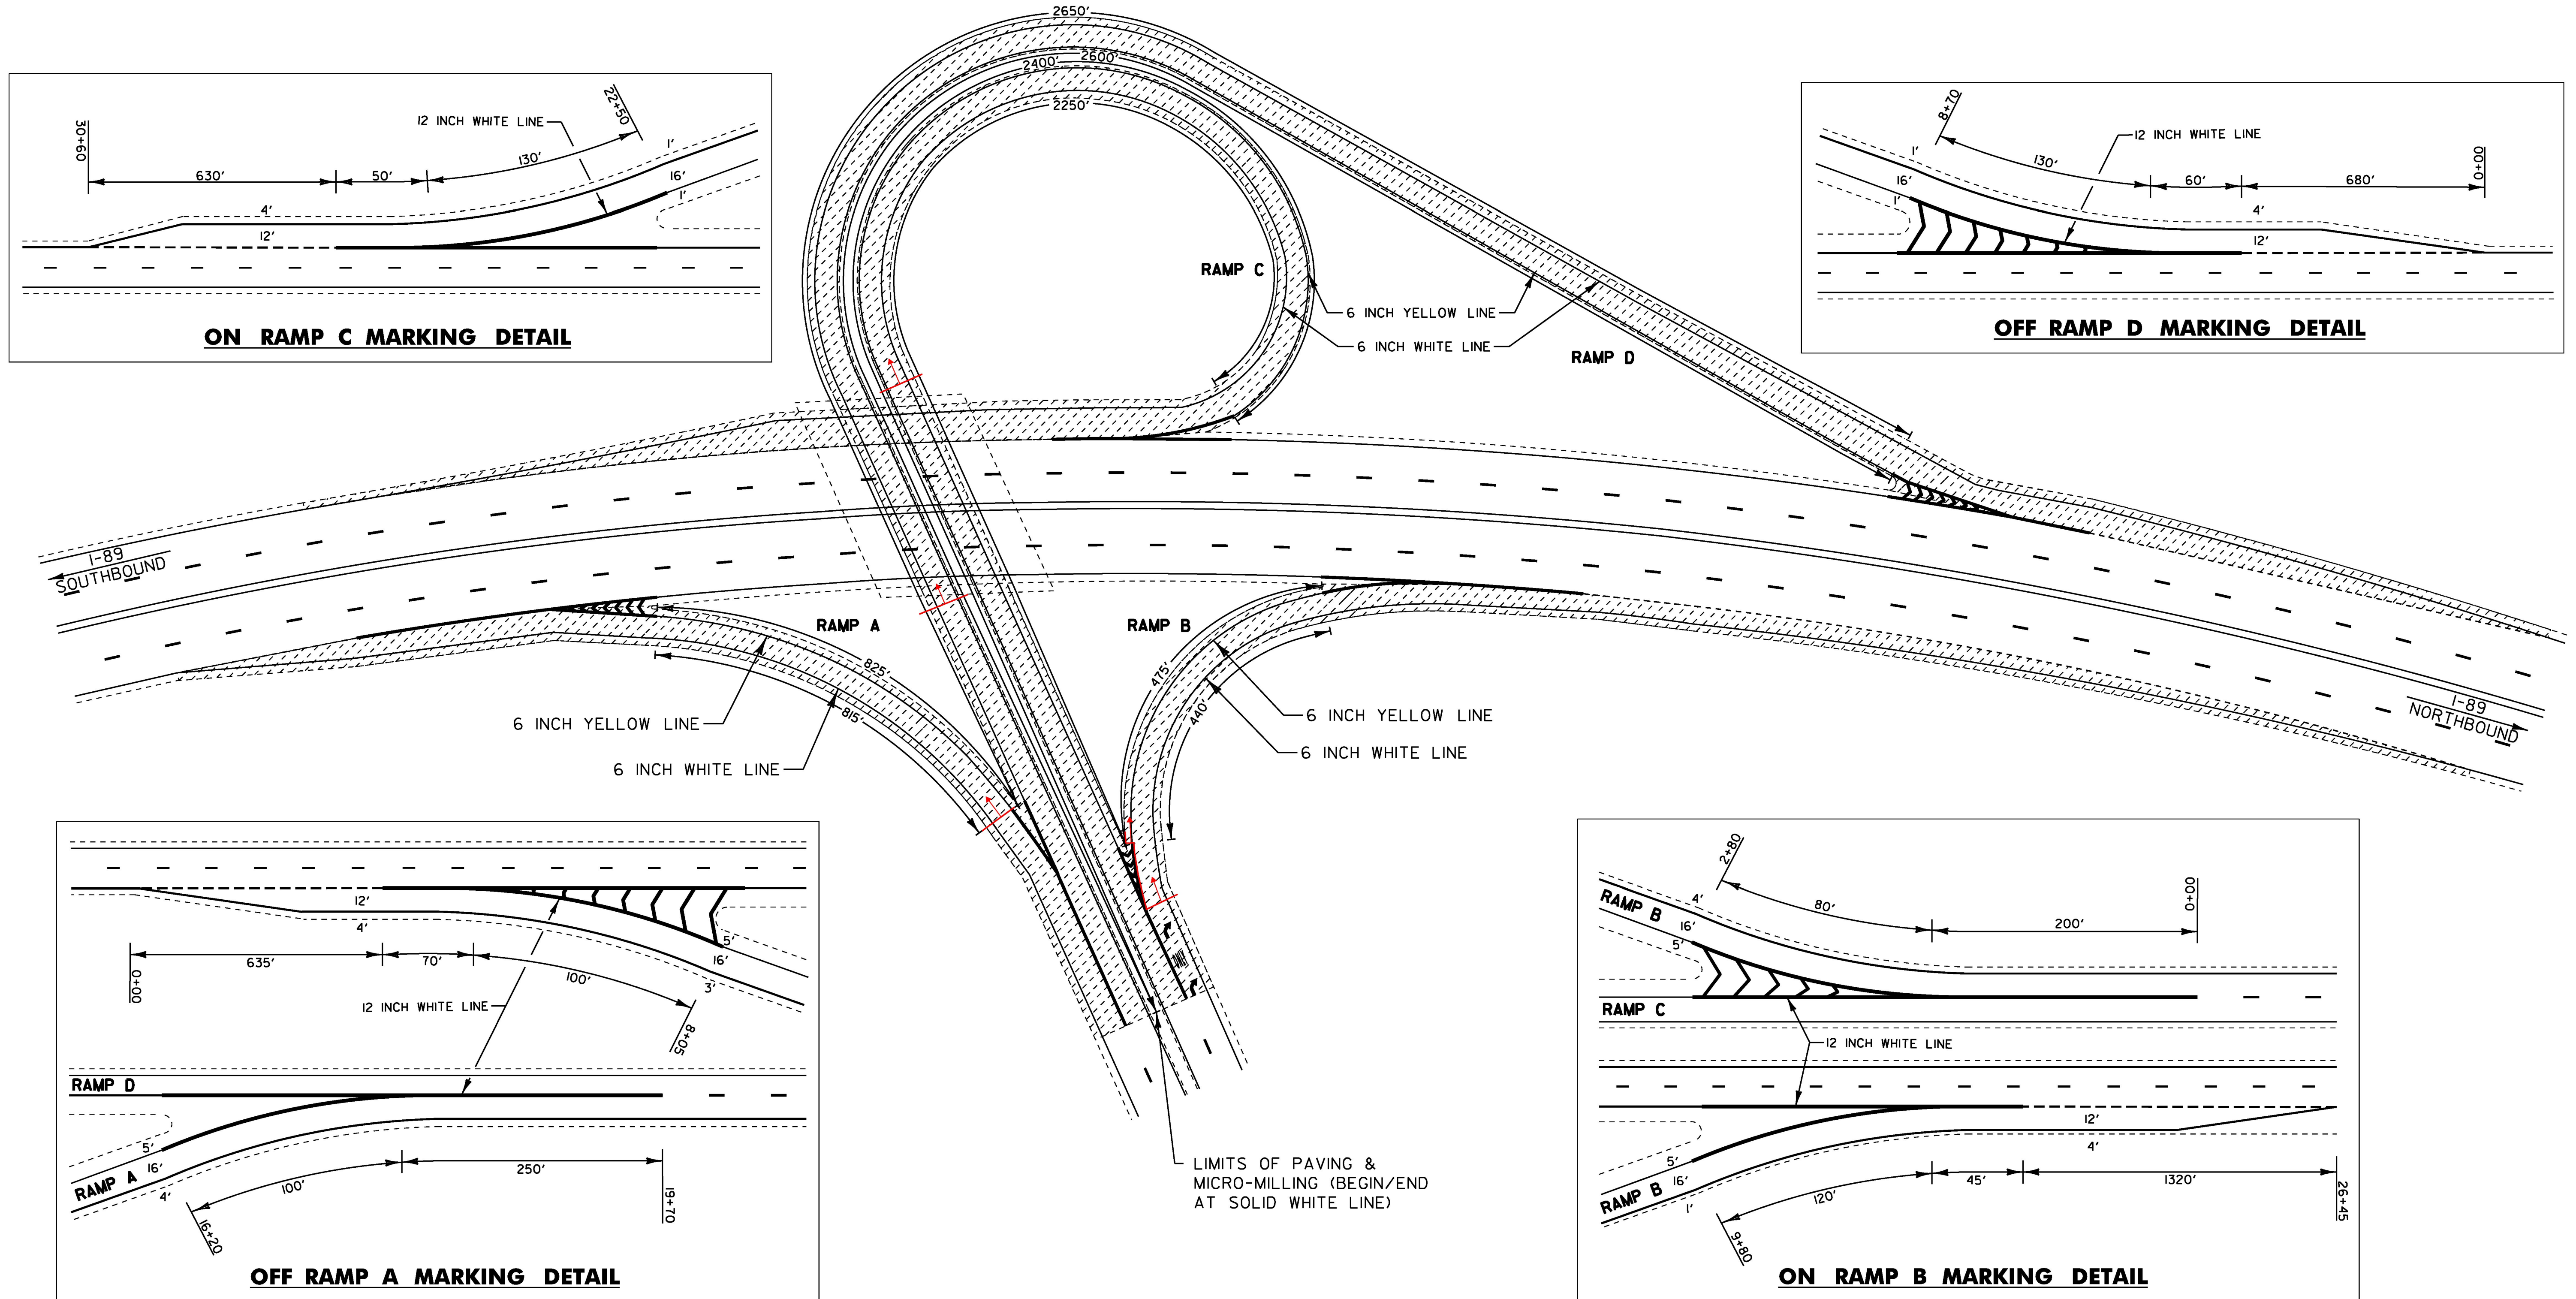 2650'
2600'
2400'
2250'
30+60
630'
50'
130'
22+50
12 INCH WHITE LINE
1'
16'
1'
4'
12'
ON RAMP C MARKING DETAIL
8+70
130'
12 INCH WHITE LINE
60'
680'
0+00
1'
16'
1'
4'
12'
OFF RAMP D MARKING DETAIL
RAMP C
6 INCH YELLOW LINE
6 INCH WHITE LINE
RAMP D
I-89
SOUTHBOUND
I-89
NORTHBOUND
RAMP A
825'
815'
6 INCH YELLOW LINE
6 INCH WHITE LINE
RAMP B
475'
440'
6 INCH YELLOW LINE
6 INCH WHITE LINE
LIMITS OF PAVING &
MICRO-MILLING (BEGIN/END
AT SOLID WHITE LINE)
12'
4'
5'
16'
3'
0+00
635'
70'
100'
8+05
12 INCH WHITE LINE
RAMP D
5'
16'
RAMP A
4'
100'
250'
16+20
19+70
OFF RAMP A MARKING DETAIL
2+80
80'
200'
0+00
RAMP B
4'
16'
5'
RAMP C
12 INCH WHITE LINE
12'
4'
5'
16'
RAMP B
1'
120'
45'
1320'
9+80
26+45
ON RAMP B MARKING DETAIL